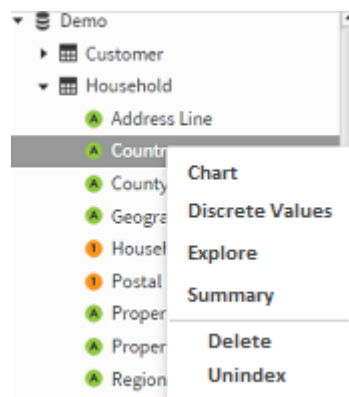 Demo
Customer
Household
Address Line
Countr
County
Geogra
Househ
Postal
Proper
Proper
Region
Chart
Discrete Values
Explore
Summary
Delete
Unindex